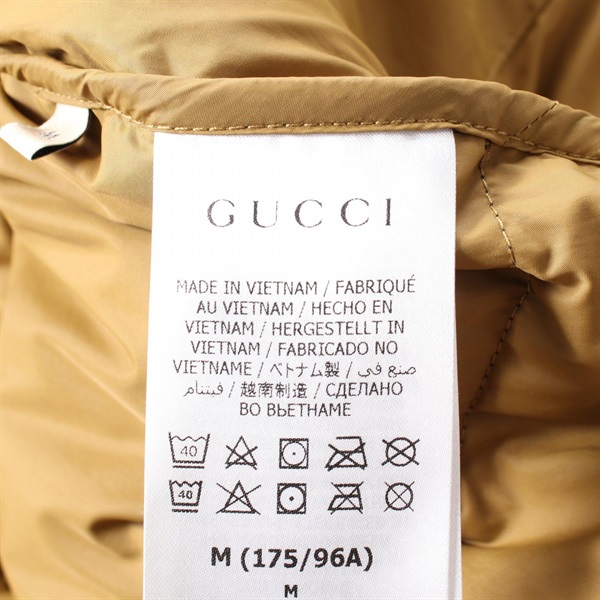 GUCCI
MADE IN VIETNAM / FABRIQUÉ
AU VIETNAM / HECHO EN
VIETNAM / HERGESTELLT IN
VIETNAM / FABRICADO NO
VIETNAME / ベトナム製 / صنع في
فيتنام / 越南制造 / СДЕЛАНО
ВО ВЬЕТНАМЕ
40
40
M (175/96A)
M